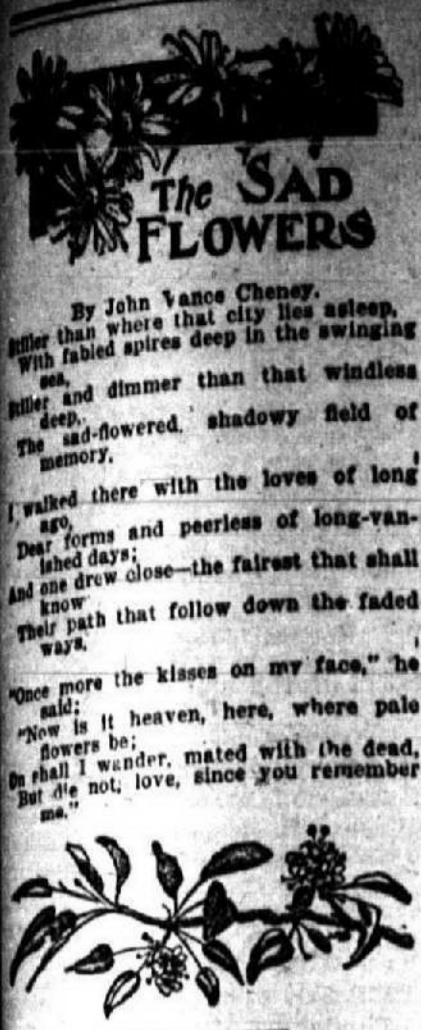 The SAD
FLOWERS
By John Vance Cheney.
Stiller than where that city lies asleep,
With fabled spires deep in the swinging
sea,
Stiller and dimmer than that windless
deep,
The sad-flowered, shadowy field of
memory.
I walked there with the loves of long
ago,
Dear forms and peerless of long-van-
ished days;
And one drew close—the fairest that shall
know
Their path that follow down the faded
ways.
"Once more the kisses on my face," he
said;
"Now is it heaven, here, where pale
flowers be;
On shall I wander, mated with the dead,
But die not, love, since you remember
me."